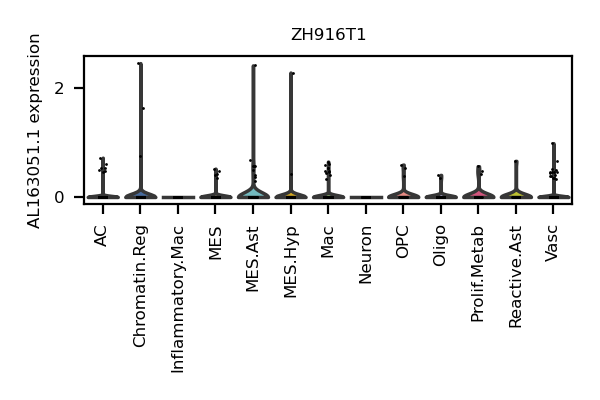 ZH916T1
AL163051.1 expression
2
0
AC
Chromatin.Reg
Inflammatory.Mac
MES
MES.Ast
MES.Hyp
Mac
Neuron
OPC
Oligo
Prolif.Metab
Reactive.Ast
Vasc